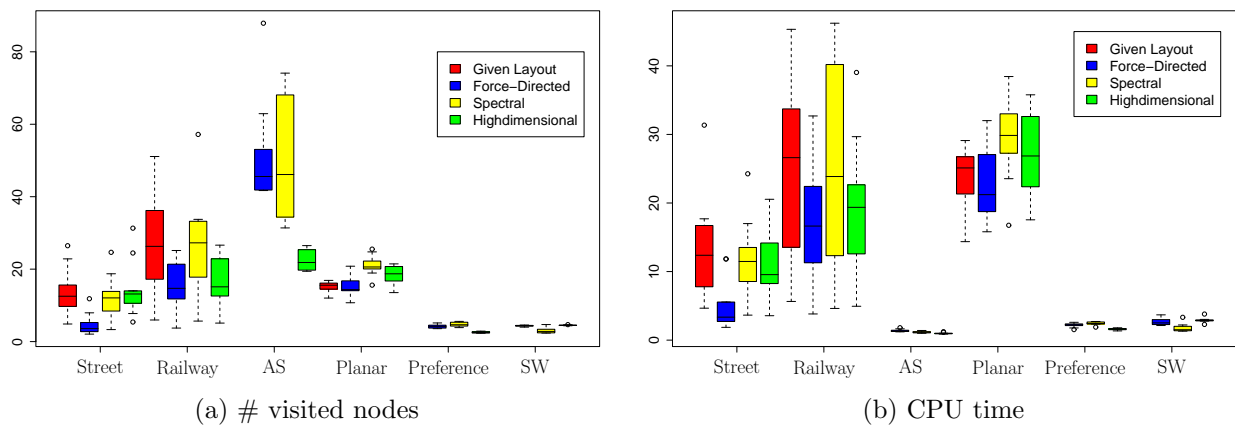 80
60
40
20
0
Given Layout
Force−Directed
Spectral
Highdimensional
Street Railway AS Planar Preference SW
(a) # visited nodes
40
30
20
10
0
Given Layout
Force−Directed
Spectral
Highdimensional
Street Railway AS Planar Preference SW
(b) CPU time